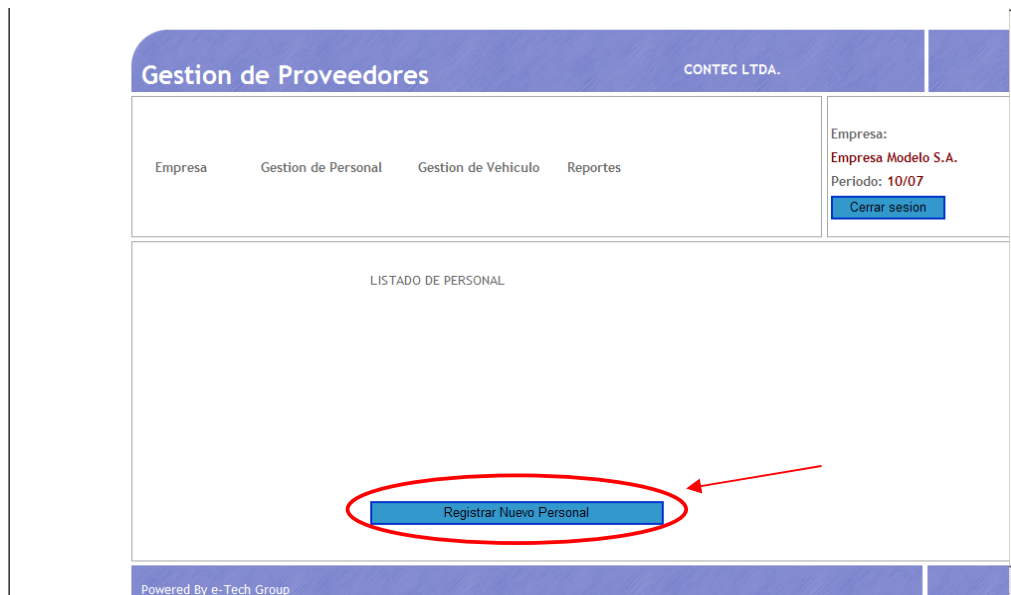 Gestion de Proveedores
CONTEC LTDA.
Empresa
Gestion de Personal
Gestion de Vehiculo
Reportes
Empresa:
Empresa Modelo S.A.
Periodo: 10/07
Cerrar sesion
LISTADO DE PERSONAL
Registrar Nuevo Personal
Powered By e-Tech Group